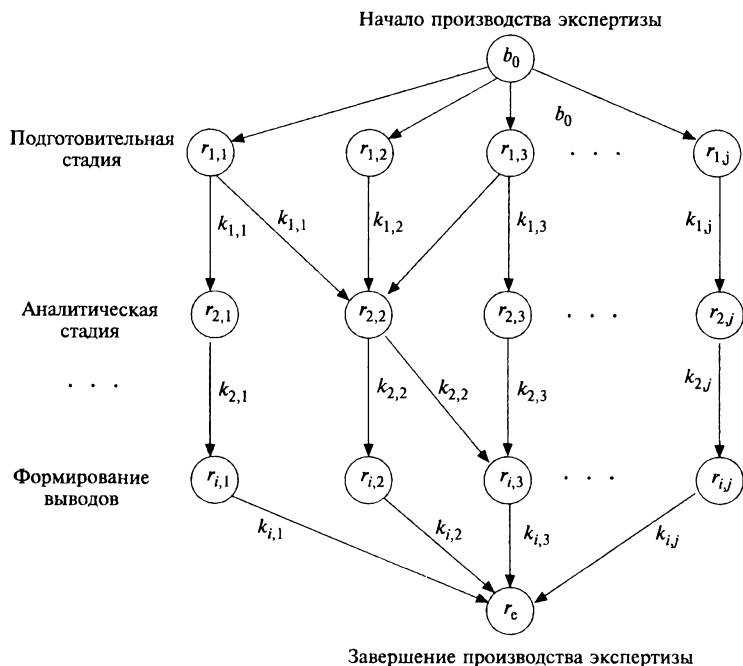 Начало производства экспертизы
b0
b0
Подготовительная
стадия
r1,1 r1,2 r1,3 . . . r1,j
k1,1 k1,1 k1,2 k1,3 k1,j
Аналитическая
стадия
r2,1 r2,2 r2,3 . . . r2,j
. . .
k2,1 k2,2 k2,2 k2,3 k2,j
Формирование
выводов
ri,1 ri,2 ri,3 . . . ri,j
ki,1 ki,2 ki,3 ki,j
re
Завершение производства экспертизы